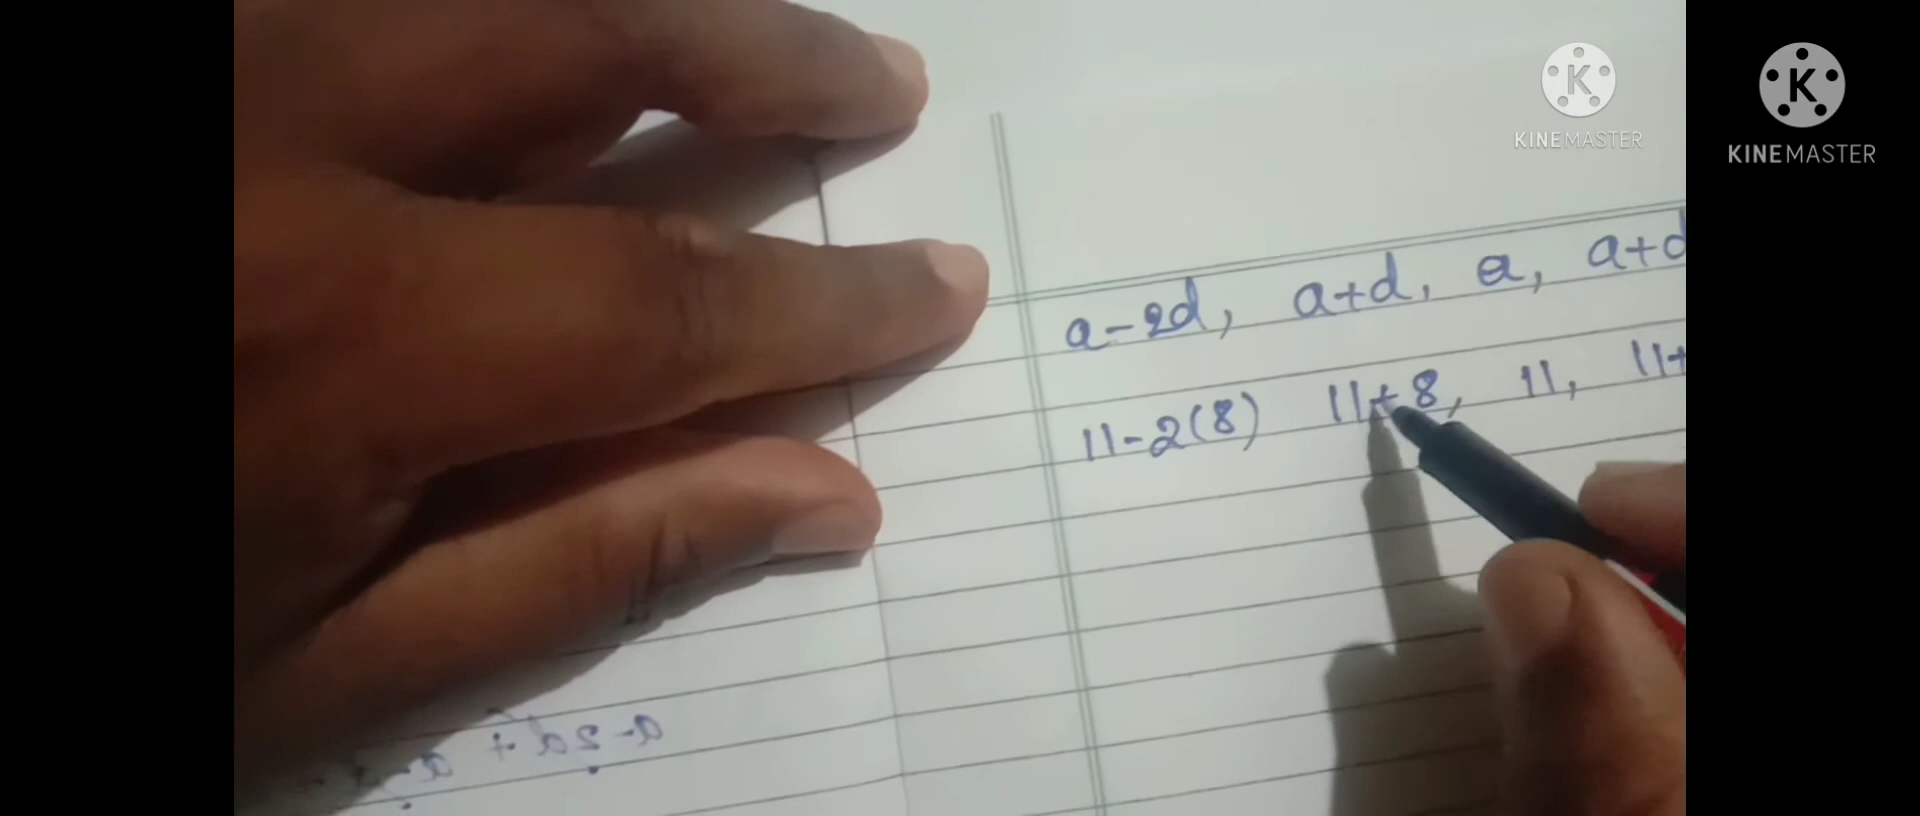 KINEMASTER
KINEMASTER
a-2d, a+d, a, a+d
11-2(8) 11+8, 11, 11+